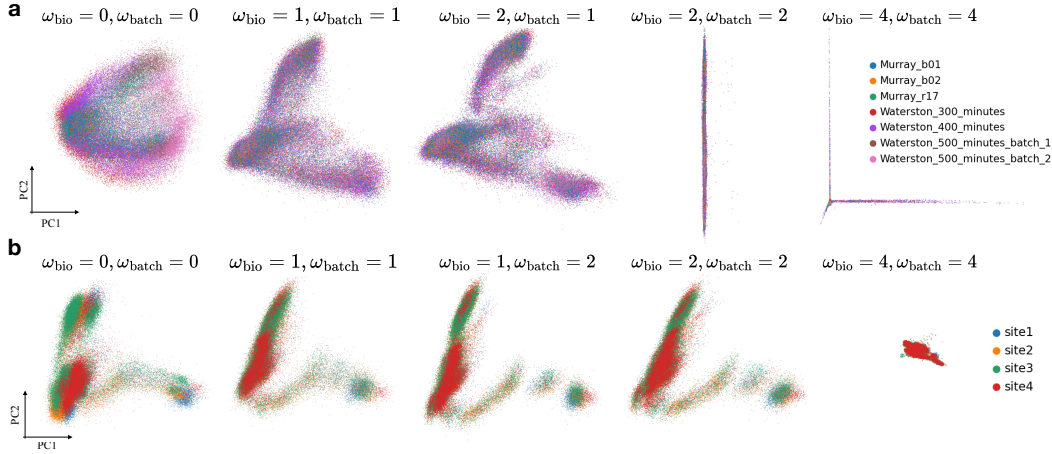 a
ω_bio = 0, ω_batch = 0
ω_bio = 1, ω_batch = 1
ω_bio = 2, ω_batch = 1
ω_bio = 2, ω_batch = 2
ω_bio = 4, ω_batch = 4
Murray_b01
Murray_b02
Murray_r17
Waterston_300_minutes
Waterston_400_minutes
Waterston_500_minutes_batch_1
Waterston_500_minutes_batch_2
PC2
PC1
b
ω_bio = 0, ω_batch = 0
ω_bio = 1, ω_batch = 1
ω_bio = 1, ω_batch = 2
ω_bio = 2, ω_batch = 2
ω_bio = 4, ω_batch = 4
site1
site2
site3
site4
PC2
PC1